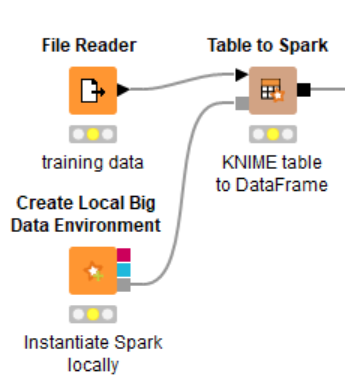 File Reader
training data
Table to Spark
KNIME table
to DataFrame
Create Local Big
Data Environment
Instantiate Spark
locally